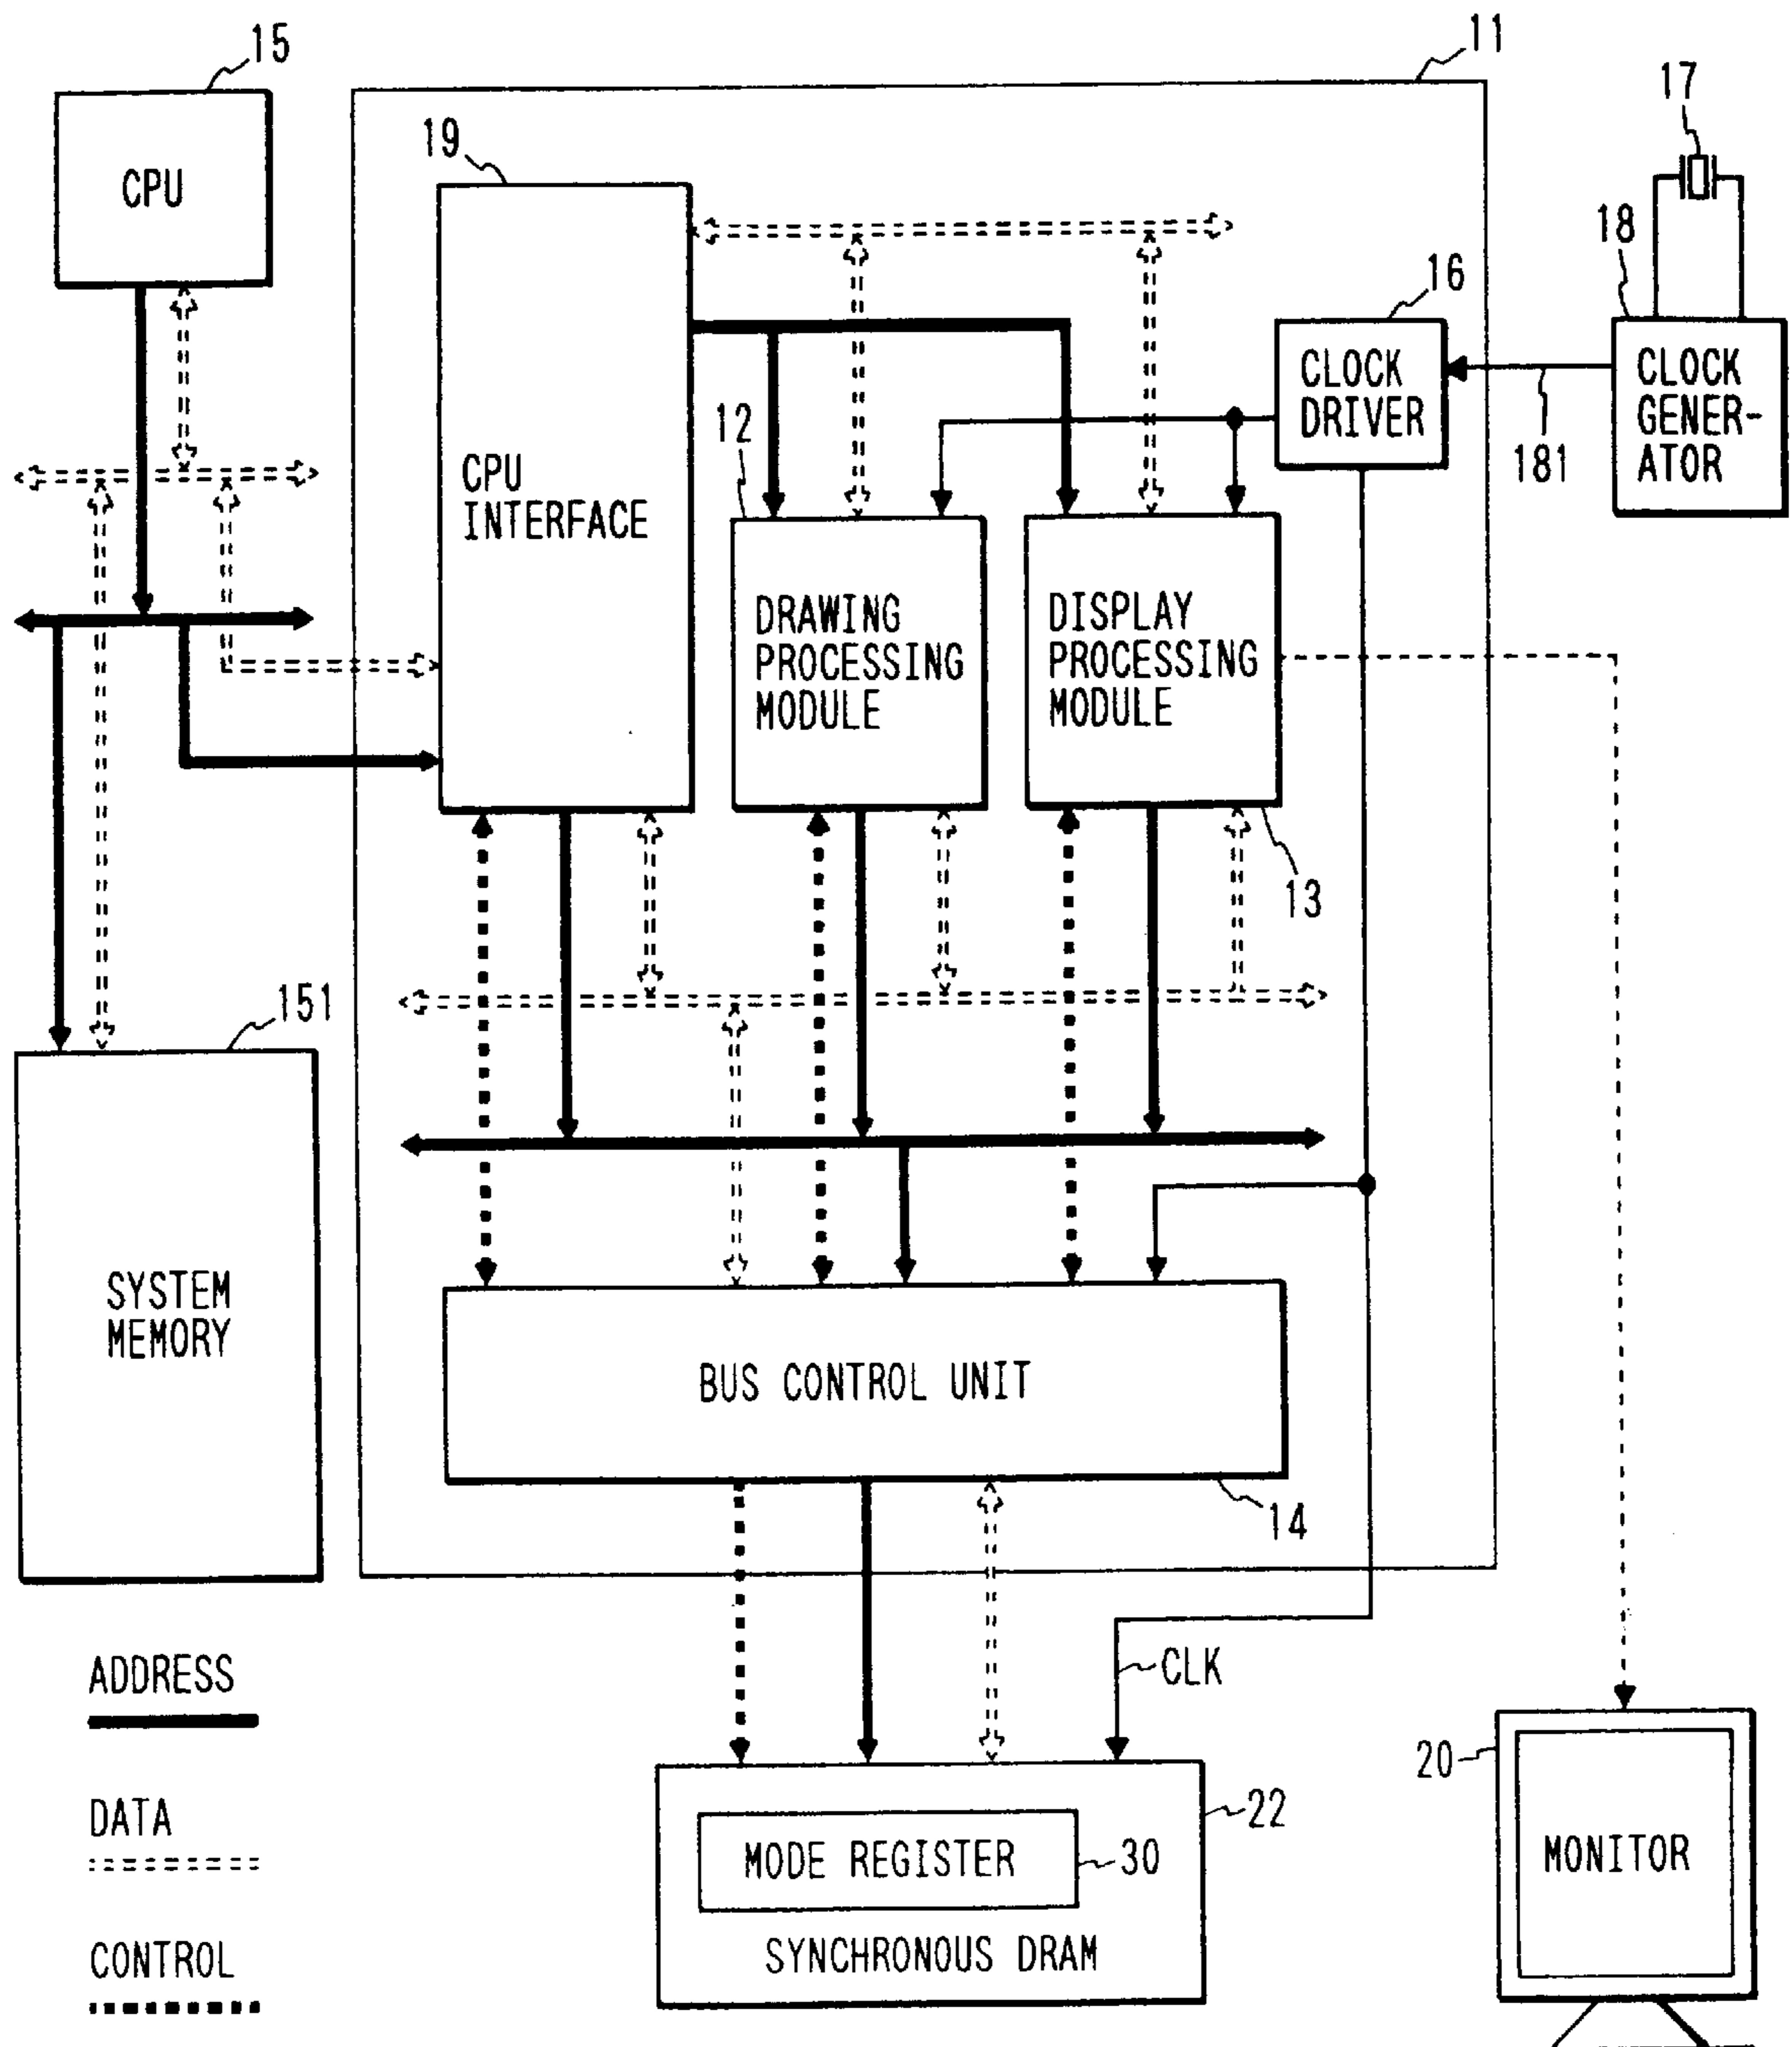 15
11
17
CPU
19
18
16
CLOCK
DRIVER
CLOCK
GENER-
ATOR
181
12
CPU
INTERFACE
DRAWING
PROCESSING
MODULE
DISPLAY
PROCESSING
MODULE
13
151
SYSTEM
MEMORY
BUS CONTROL UNIT
14
ADDRESS
CLK
20
22
DATA
MODE REGISTER
30
MONITOR
SYNCHRONOUS DRAM
CONTROL